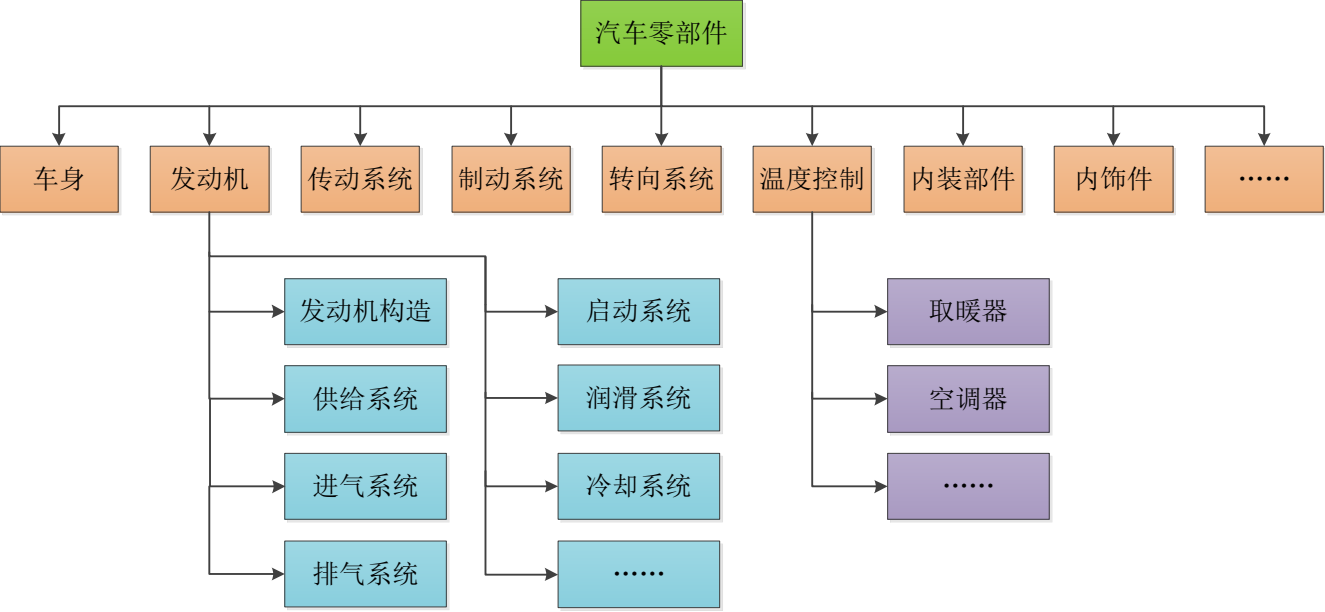 汽车零部件
车身
发动机
传动系统
制动系统
转向系统
温度控制
内装部件
内饰件
……
发动机构造
供给系统
进气系统
排气系统
启动系统
润滑系统
冷却系统
……
取暖器
空调器
……